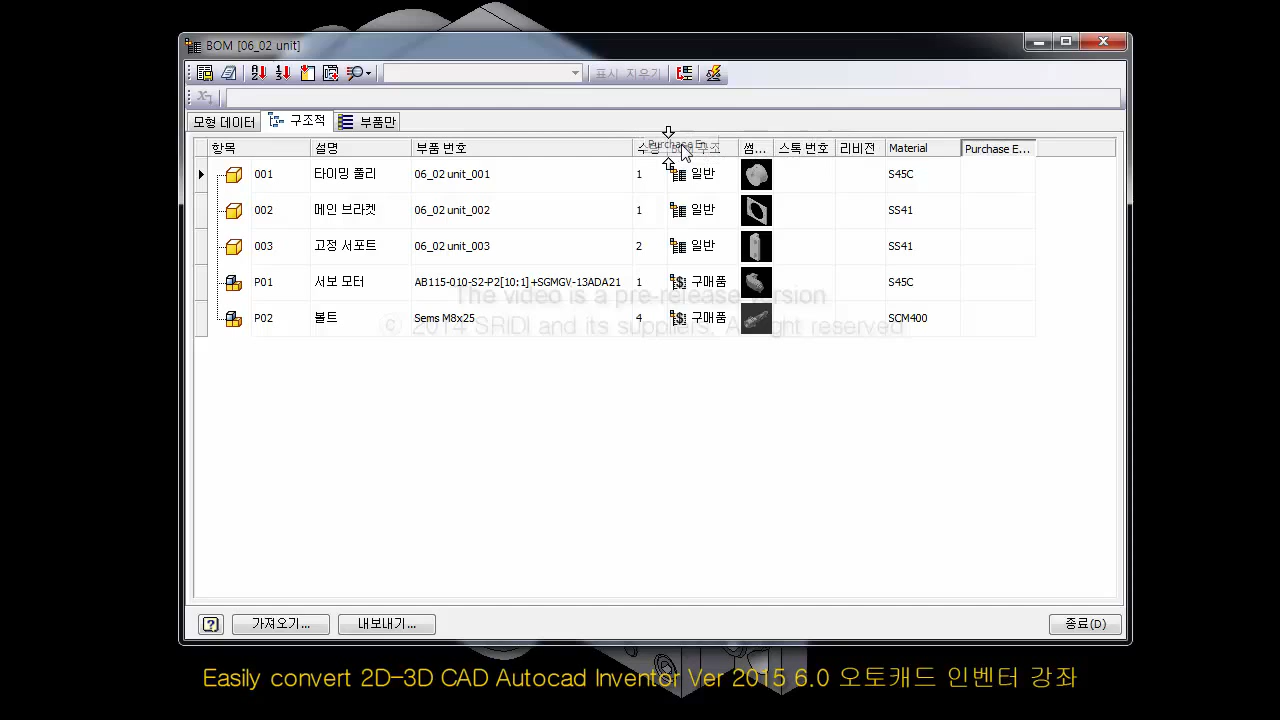 BOM [06_02 unit]
표시 지우기
모형 데이터 구조적 부품만
항목 설명 부품 번호 수량 Purchase En.. 구조 썸... 스톡 번호 리비전 Material Purchase E...
001 타이밍 풀리 06_02 unit_001 1 일반 S45C
002 메인 브라켓 06_02 unit_002 1 일반 SS41
003 고정 서포트 06_02 unit_003 2 일반 SS41
P01 서보 모터 AB115-010-S2-P2[10:1]+SGMGV-13ADA21 1 구매품 S45C
The video is a pre-release version
P02 볼트 Sems M8x25 4 구매품 SCM400
© 2014 SRIDI and its suppliers. All right reserved
가져오기... 내보내기... 종료(D)
Easily convert 2D-3D CAD Autocad Inventor Ver 2015 6.0 오토캐드 인벤터 강좌